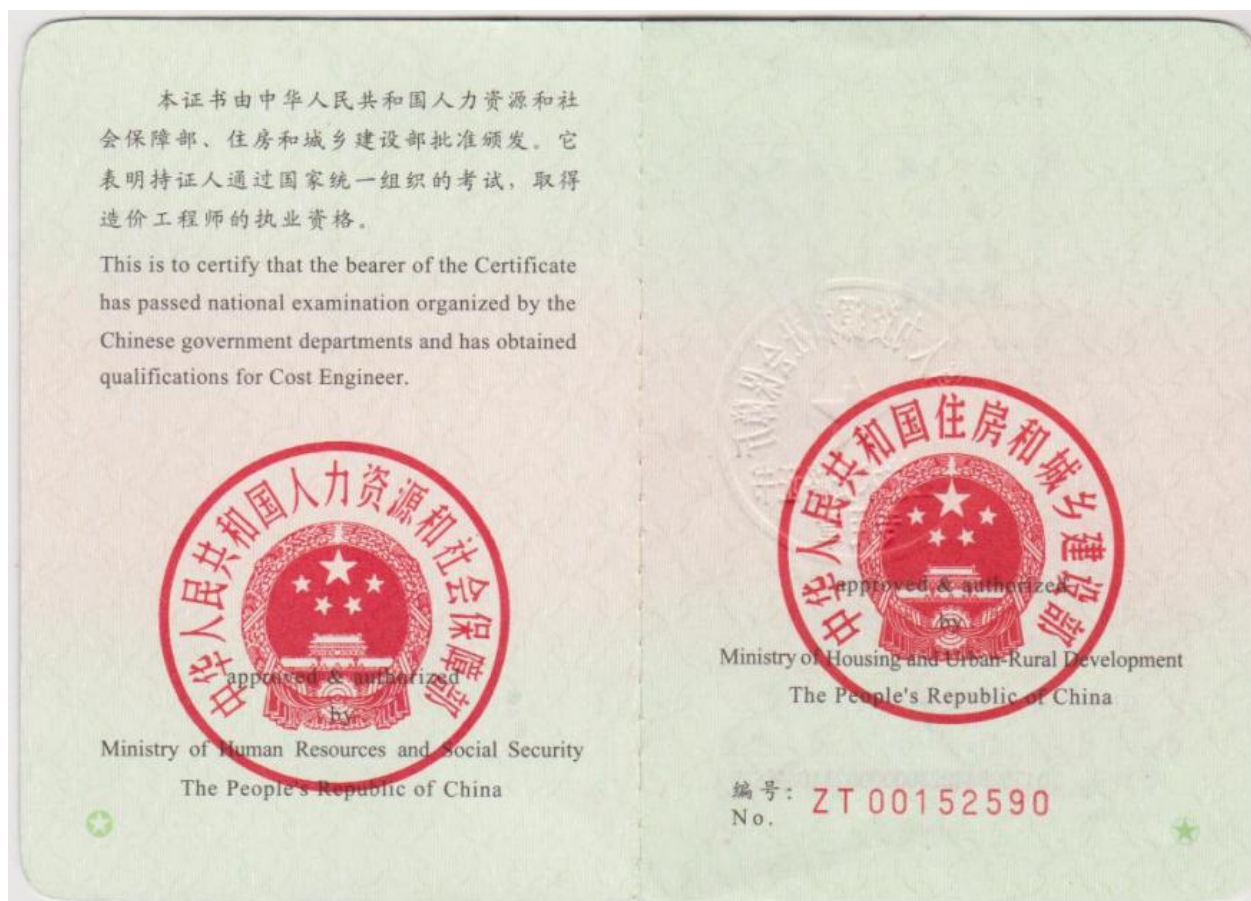 本证书由中华人民共和国人力资源和社
会保障部、住房和城乡建设部批准颁发。它
表明持证人通过国家统一组织的考试，取得
造价工程师的执业资格。
This is to certify that the bearer of the Certificate
has passed national examination organized by the
Chinese government departments and has obtained
qualifications for Cost Engineer.
中华人民共和国人力资源和社会保障部
approved & authorized
by
Ministry of Human Resources and Social Security
The People's Republic of China
中华人民共和国住房和城乡建设部
approved & authorized
by
Ministry of Housing and Urban-Rural Development
The People's Republic of China
编号：
No.
ZT 00152590